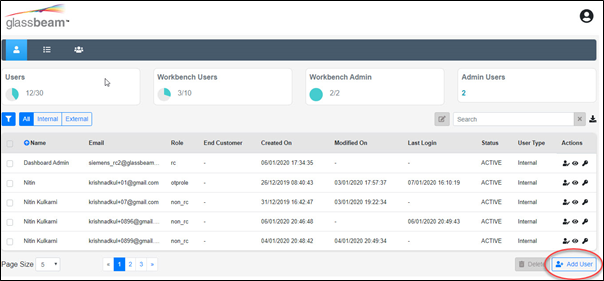 glassbeam™
Users Workbench Users Workbench Admin Admin Users
12/30 3/10 2/2 2
All Internal External Search
Name Email Role End Customer Created On Modified On Last Login Status User Type Actions
Dashboard Admin siemens_rc2@glassbeam... rc - 06/01/2020 17:34:35 - - ACTIVE Internal
Nitin krishnadkul+01@gmail.com otprole - 26/12/2019 08:40:43 03/01/2020 17:57:37 07/01/2020 16:10:19 ACTIVE Internal
Nitin Kulkarni krishnadkul+07@gmail.com non_rc - 31/12/2019 16:42:47 03/01/2020 19:22:34 - ACTIVE Internal
Nitin Kulkarni krishnadkul+0896@gmail.... non_rc - 06/01/2020 20:46:48 - 06/01/2020 20:49:43 ACTIVE Internal
Nitin Kulkarni krishnadkul+0899@gmail.... non_rc - 04/01/2020 20:48:42 04/01/2020 20:49:34 - ACTIVE Internal
Page Size 5 « 1 2 3 » Delete Add User